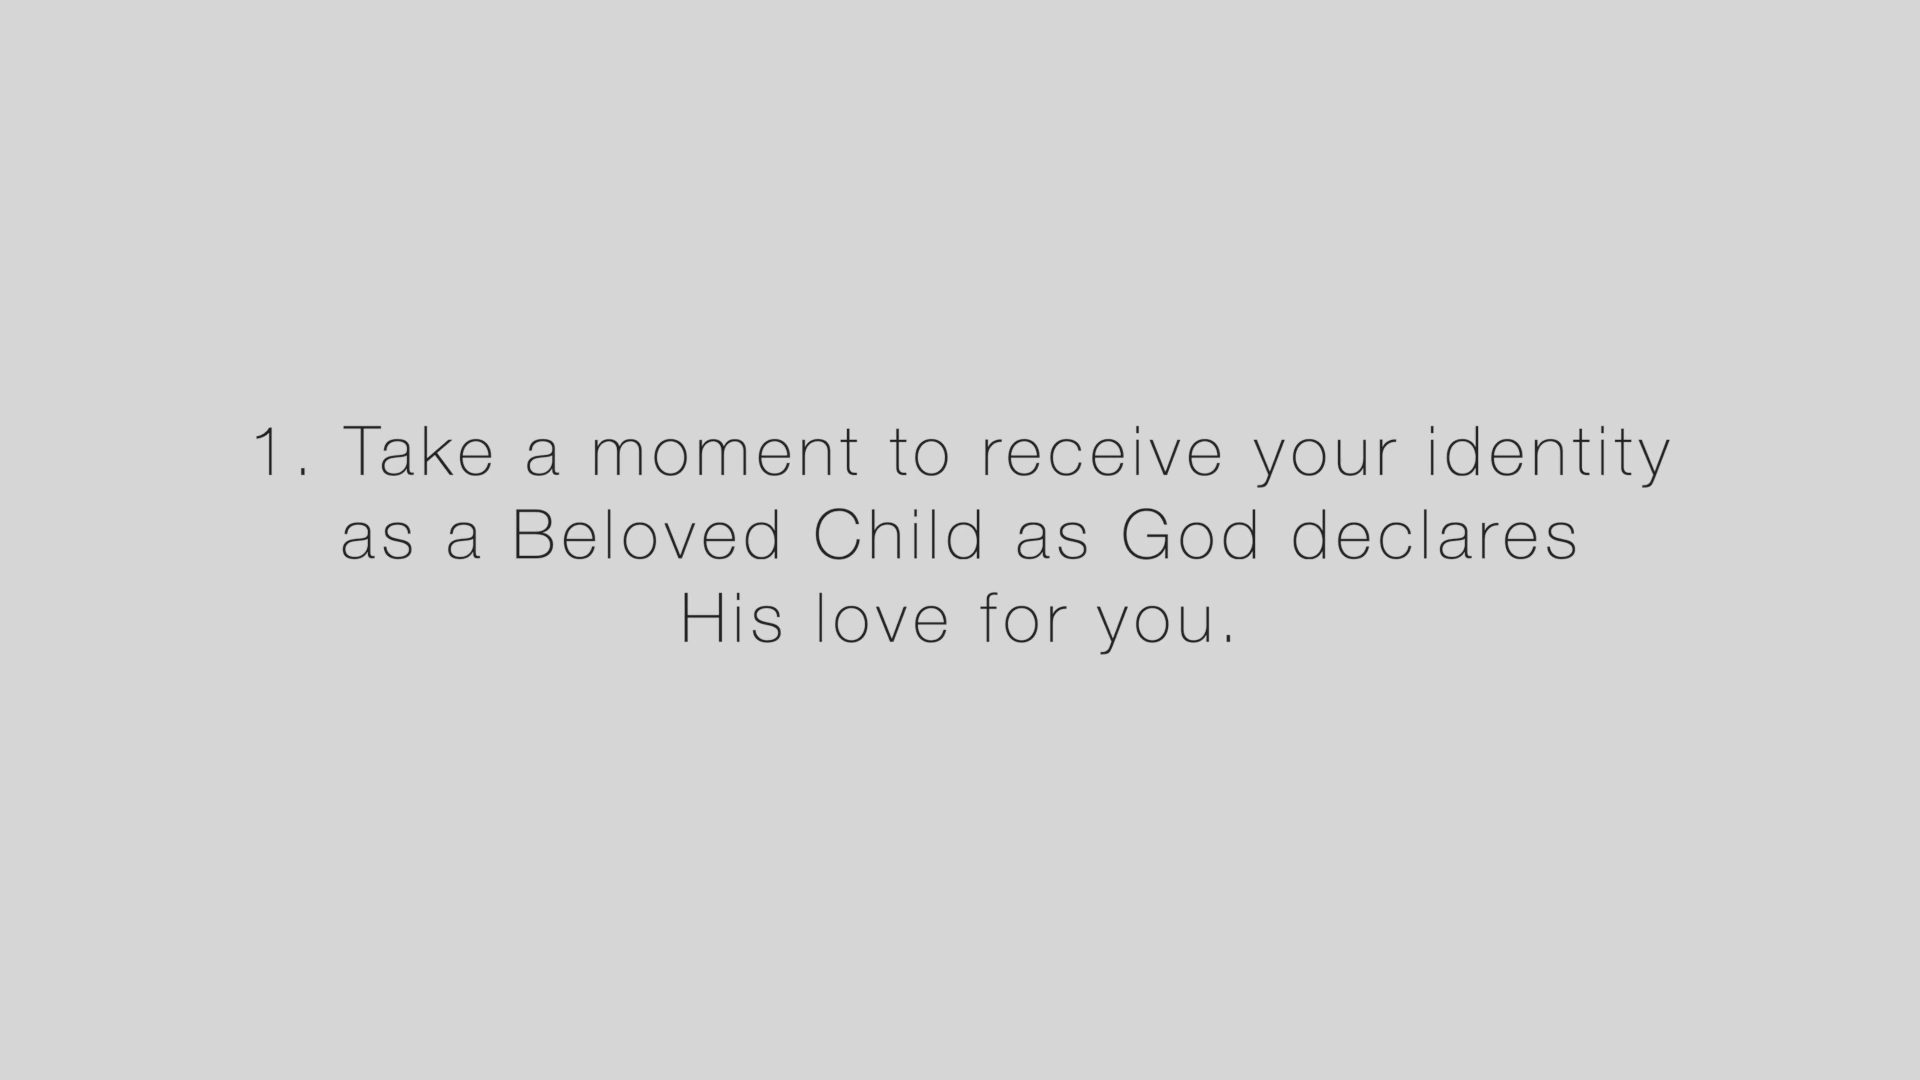 1. Take a moment to receive your identity
as a Beloved Child as God declares
His love for you.